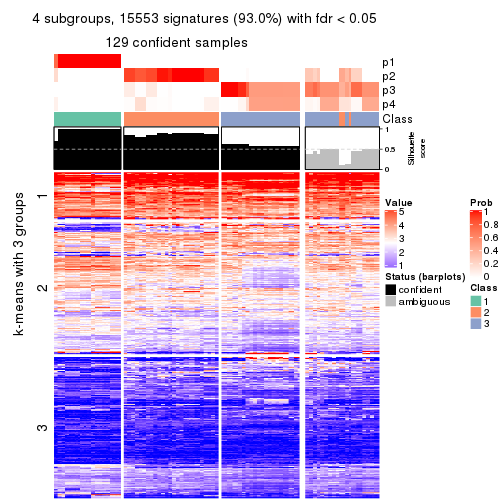 4 subgroups, 15553 signatures (93.0%) with fdr < 0.05
129 confident samples
p1
p2
p3
p4
Class
1
0.5
0
Silhouette
score
k-means with 3 groups
1
2
3
Value
5
4
3
2
1
Status (barplots)
confident
ambiguous
Prob
1
0.8
0.6
0.4
0.2
0
Class
1
2
3